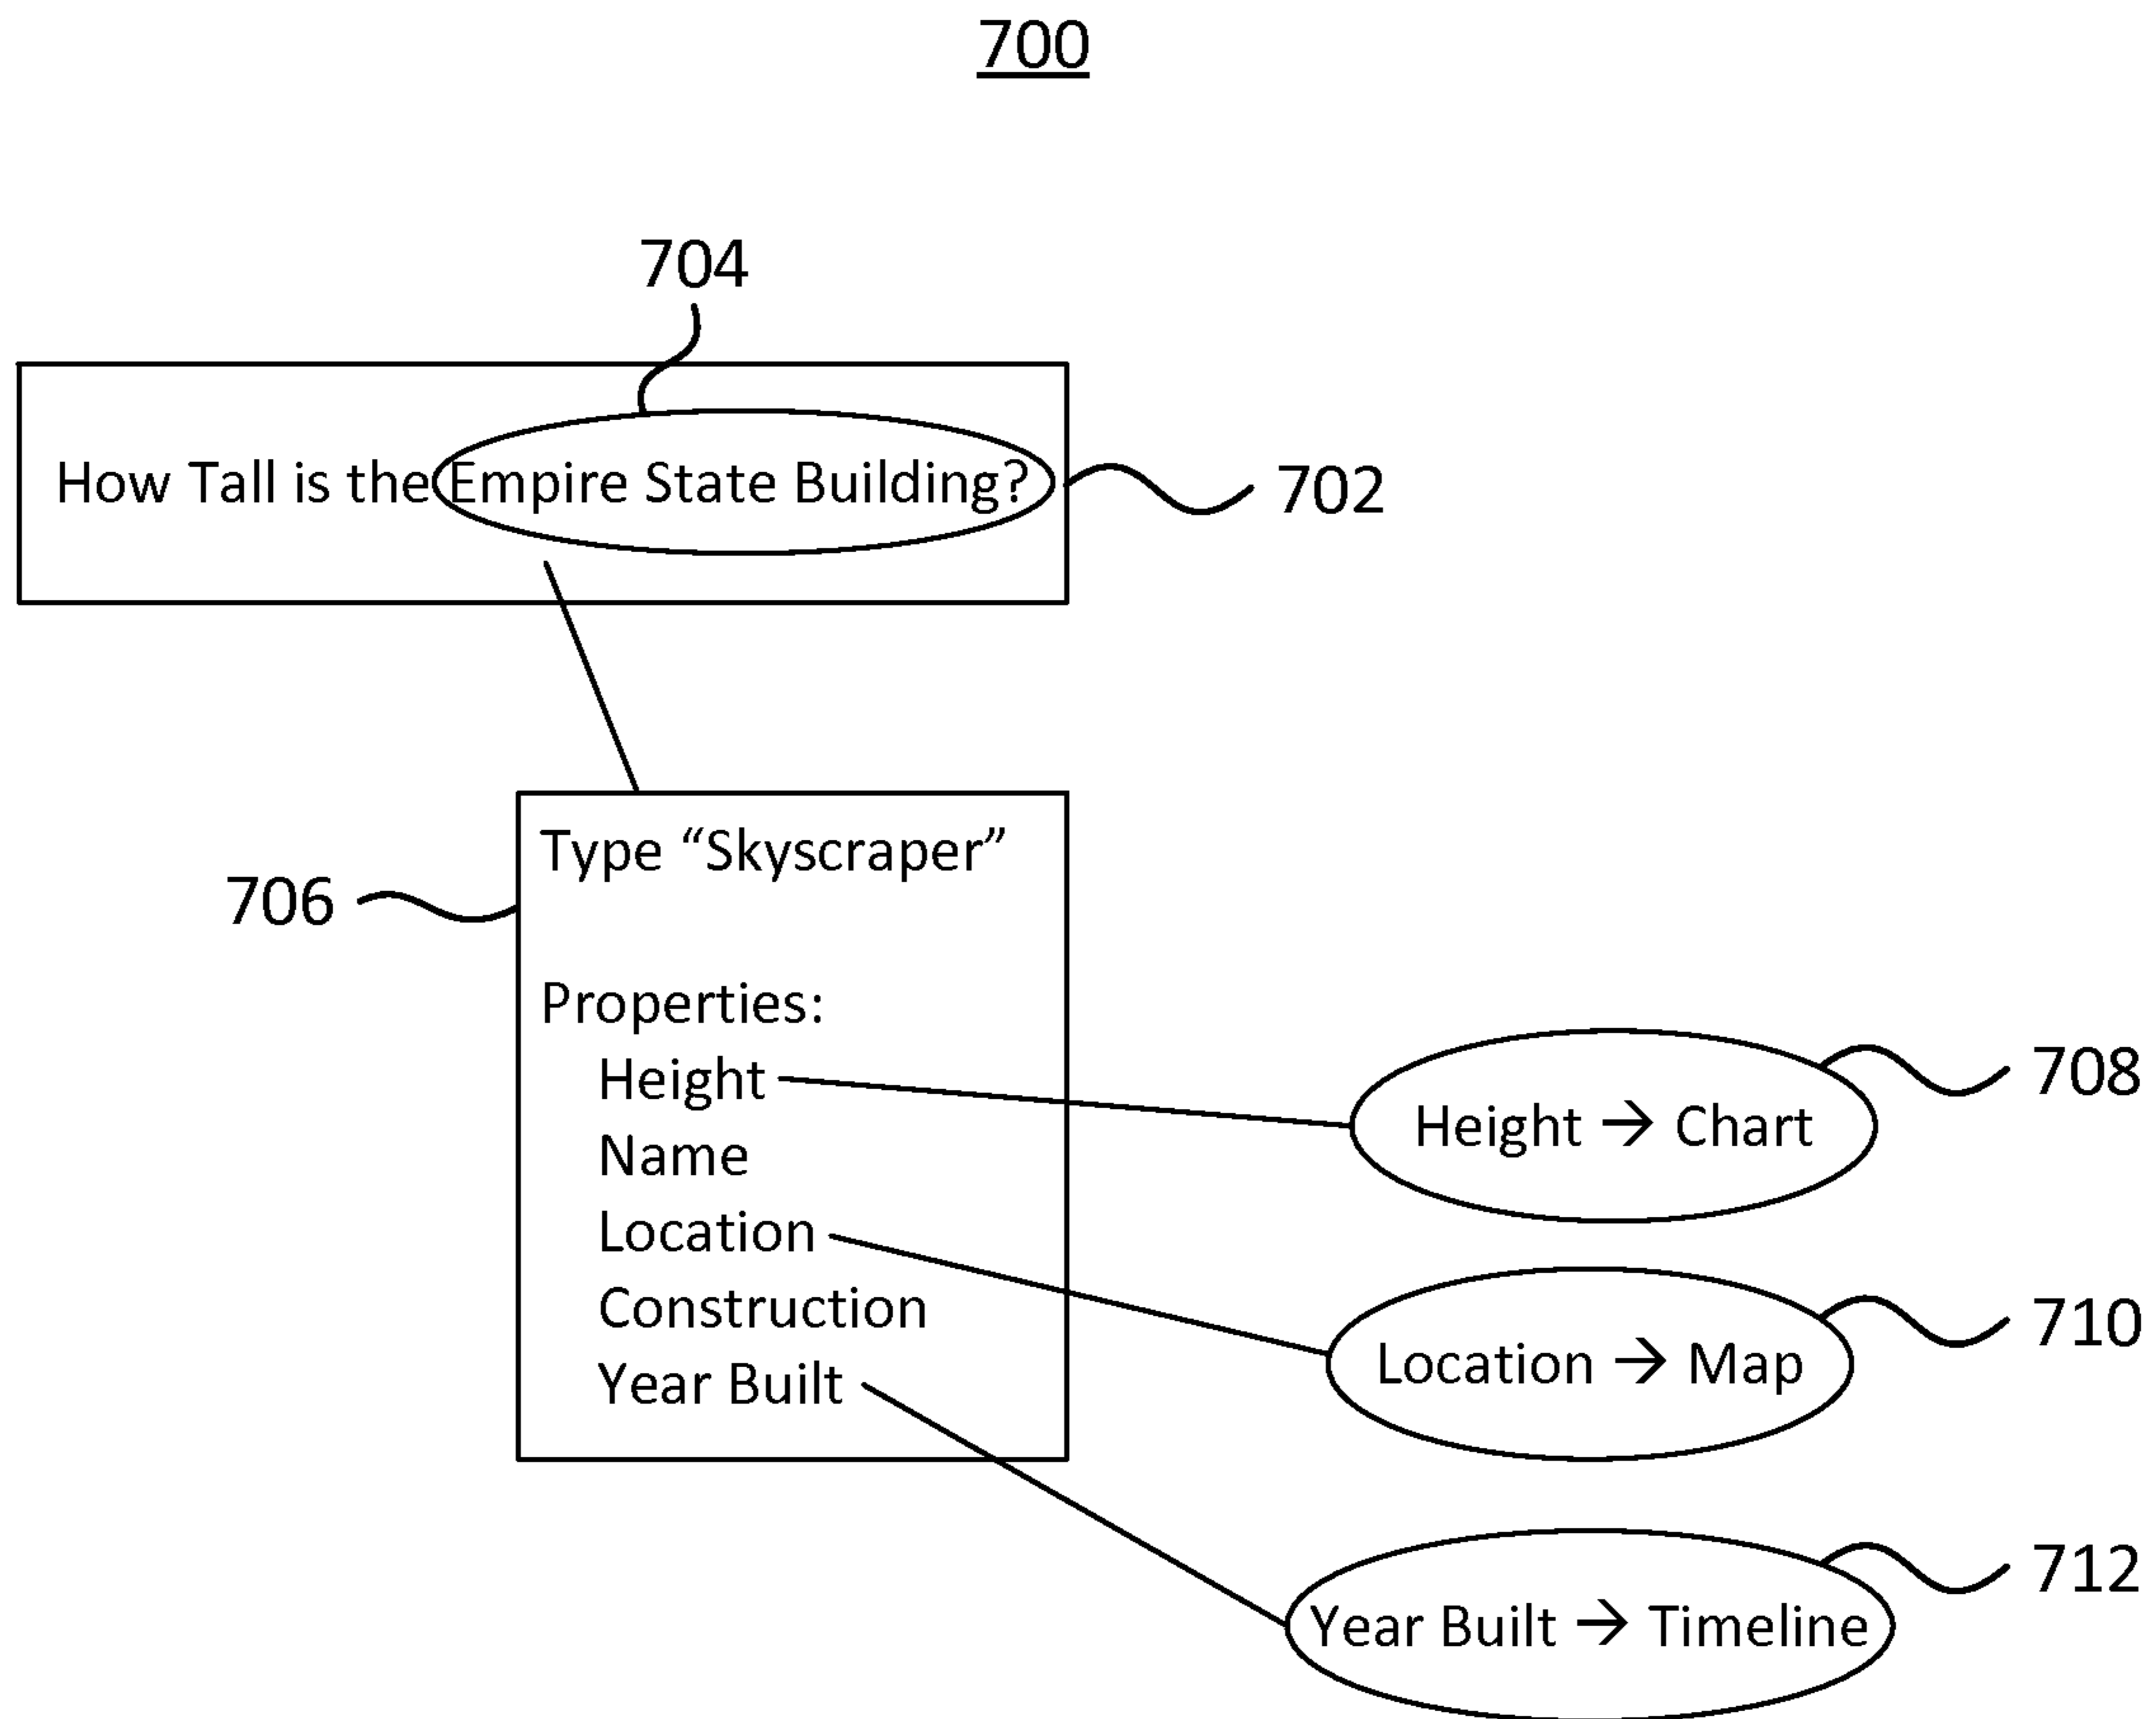 700
704
How Tall is the Empire State Building?
702
Type “Skyscraper”
706
Properties:
Height
Name
Location
Construction
Year Built
Height → Chart
708
Location → Map
710
Year Built → Timeline
712